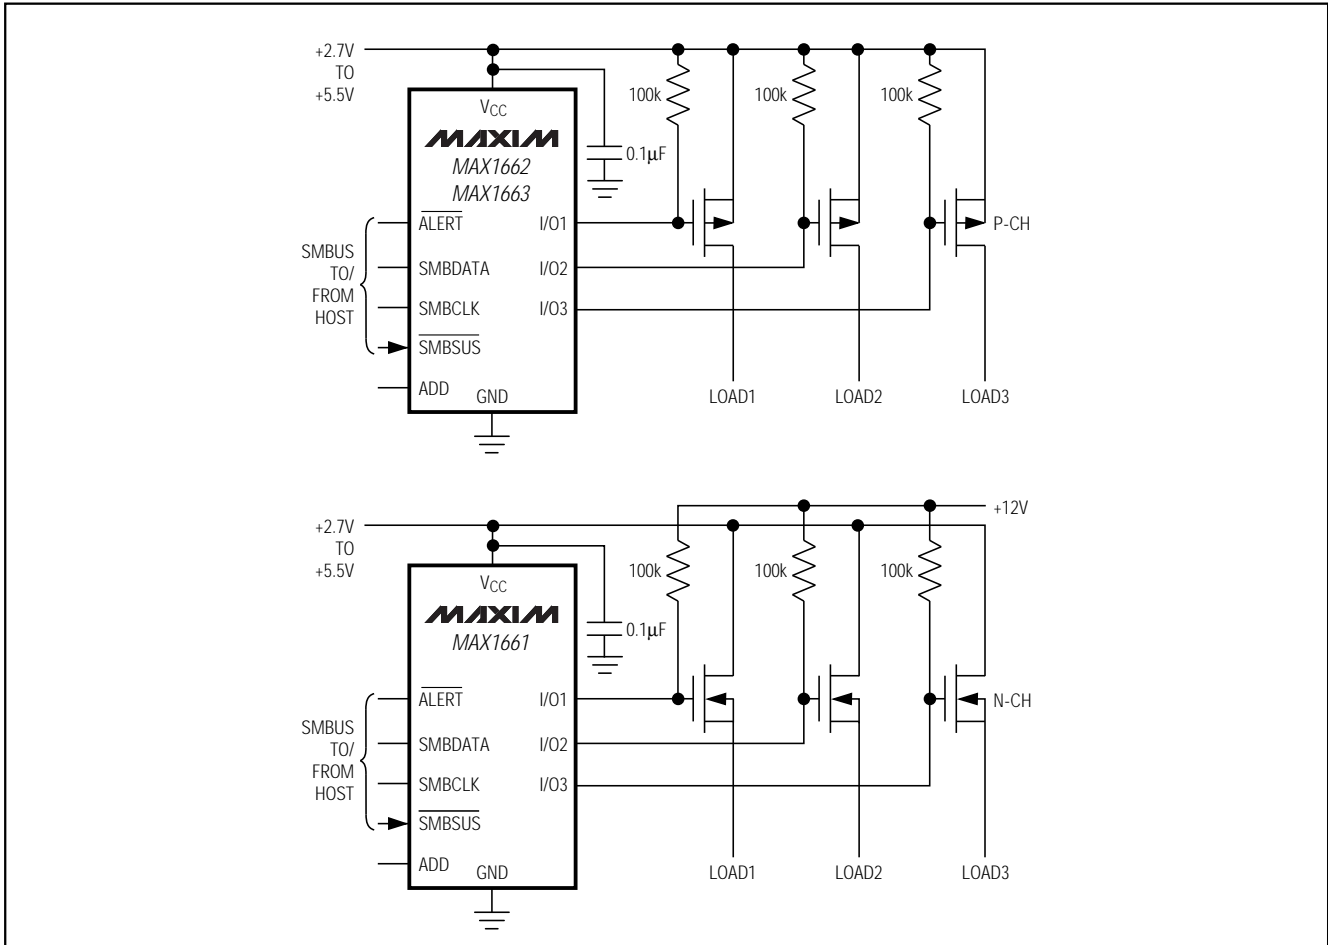 +2.7V
TO
+5.5V
100k
100k
100k
VCC
MAXIM
MAX1662
MAX1663
0.1μF
SMBUS
TO/
FROM
HOST
ALERT
SMBDATA
SMBCLK
SMBSUS
ADD
I/O1
I/O2
I/O3
GND
P-CH
LOAD1
LOAD2
LOAD3
+12V
+2.7V
TO
+5.5V
100k
100k
100k
VCC
MAXIM
MAX1661
0.1μF
SMBUS
TO/
FROM
HOST
ALERT
SMBDATA
SMBCLK
SMBSUS
ADD
I/O1
I/O2
I/O3
GND
N-CH
LOAD1
LOAD2
LOAD3